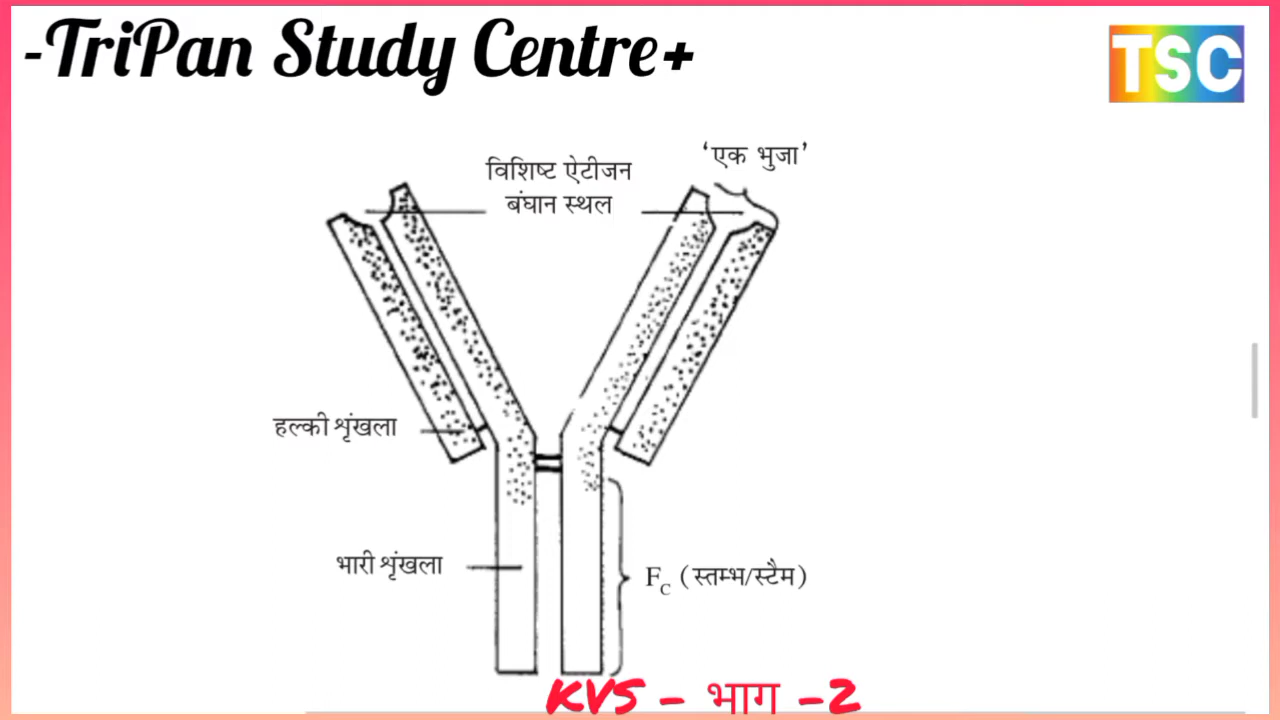 -TriPan Study Centre+
TSC
'एक भुजा'
विशिष्ट ऐटीजन
बंघान स्थल
हल्की शृंखला
भारी शृंखला
Fc (स्तम्भ/स्टैम)
KVS - भाग -2